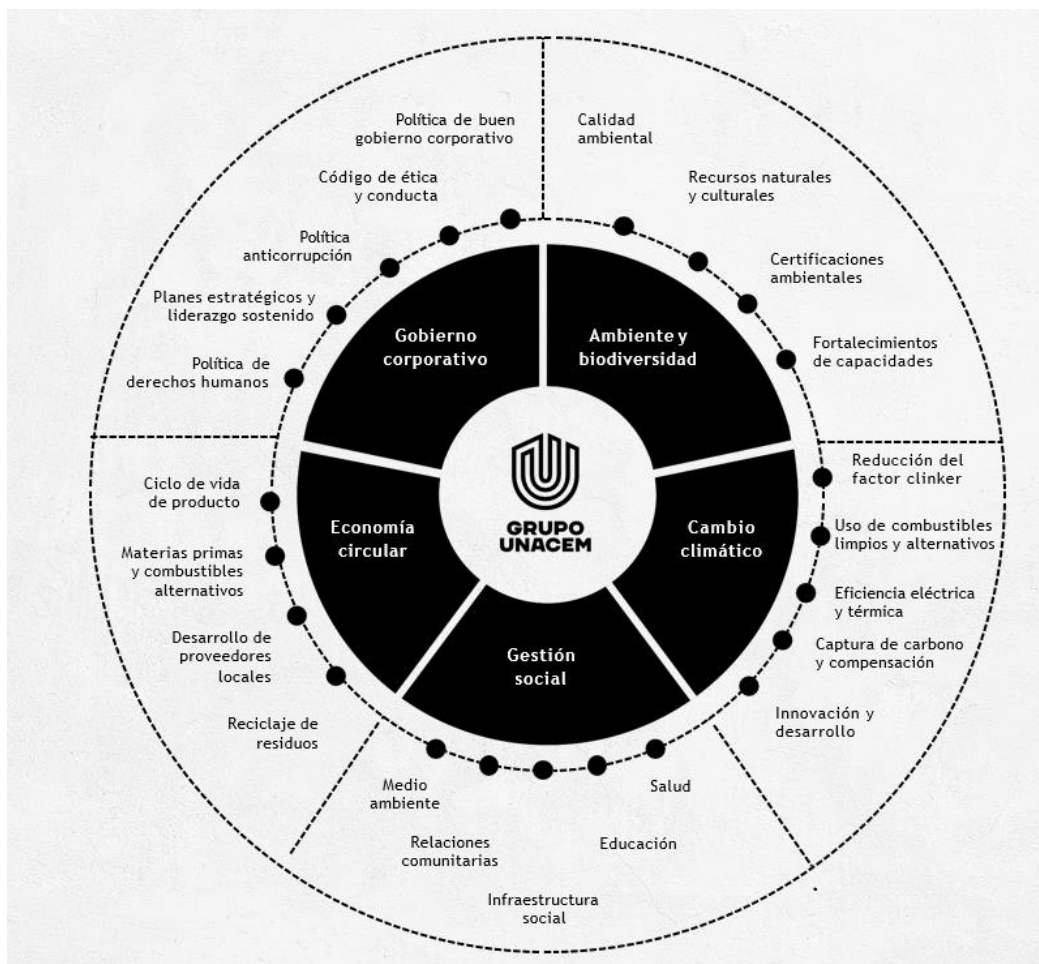 Política de buen
gobierno corporativo
Código de ética
y conducta
Política
anticorrupción
Planes estratégicos y
liderazgo sostenido
Política de
derechos humanos
Calidad
ambiental
Recursos naturales
y culturales
Certificaciones
ambientales
Fortalecimientos
de capacidades
Gobierno
corporativo
Ambiente y
biodiversidad
Economía
circular
GRUPO
UNACEM
Cambio
climático
Gestión
social
Reducción del
factor clinker
Uso de combustibles
limpios y alternativos
Eficiencia eléctrica
y térmica
Captura de carbono
y compensación
Innovación y
desarrollo
Ciclo de vida
de producto
Materias primas
y combustibles
alternativos
Desarrollo de
proveedores
locales
Reciclaje de
residuos
Medio
ambiente
Relaciones
comunitarias
Infraestructura
social
Educación
Salud